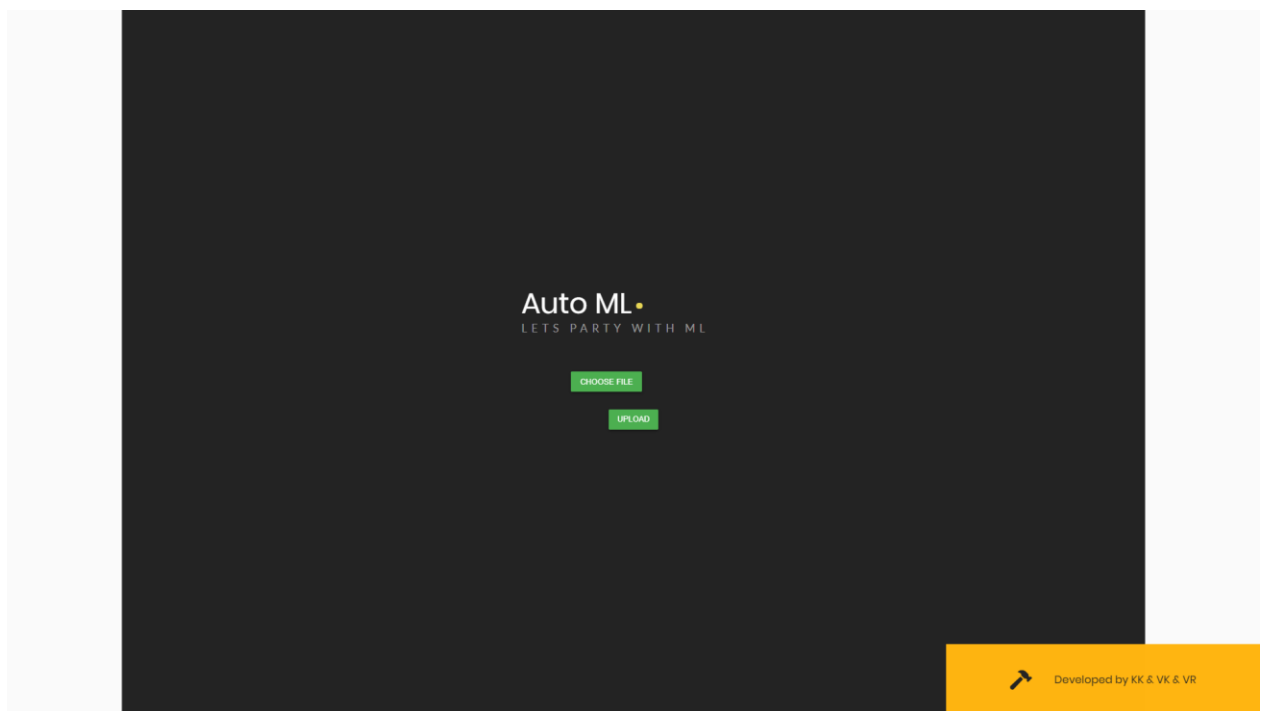 Auto ML
LETS PARTY WITH ML
CHOOSE FILE
UPLOAD
Developed by KK & VK & VR